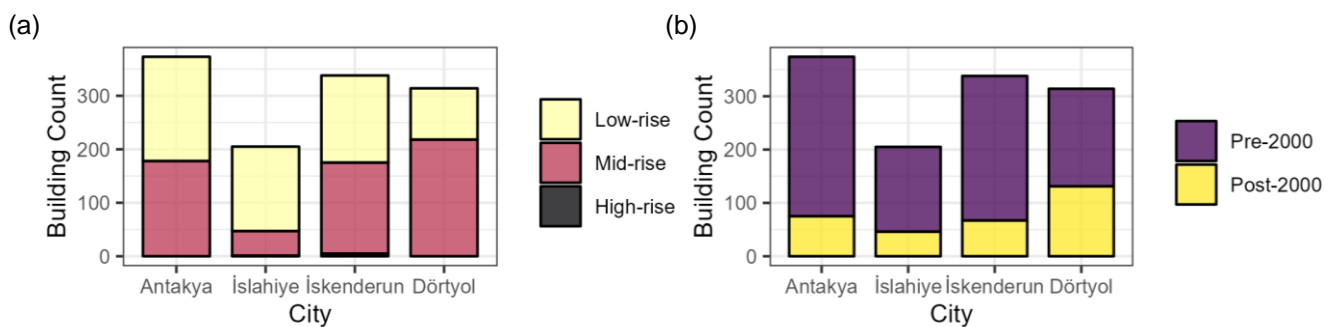 (a)
Building Count
300
200
100
0
Antakya İslahiye İskenderun Dörtyol
City
Low-rise
Mid-rise
High-rise
(b)
Building Count
300
200
100
0
Antakya İslahiye İskenderun Dörtyol
City
Pre-2000
Post-2000